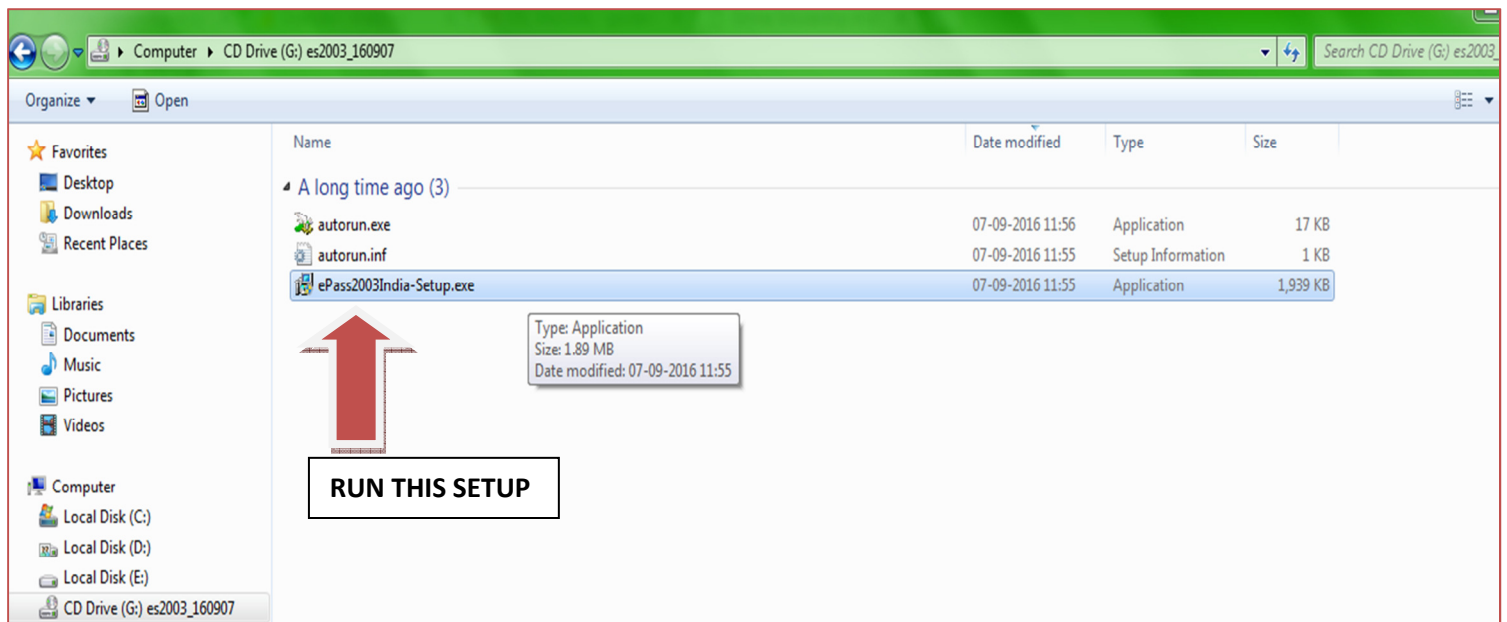 Computer ▸ CD Drive (G:) es2003_160907
Search CD Drive (G:) es2003_
Organize Open
Name Date modified Type Size
Favorites
Desktop
Downloads
Recent Places
Libraries
Documents
Music
Pictures
Videos
Computer
Local Disk (C:)
Local Disk (D:)
Local Disk (E:)
CD Drive (G:) es2003_160907
A long time ago (3)
autorun.exe 07-09-2016 11:56 Application 17 KB
autorun.inf 07-09-2016 11:55 Setup Information 1 KB
ePass2003India-Setup.exe 07-09-2016 11:55 Application 1,939 KB
Type: Application
Size: 1.89 MB
Date modified: 07-09-2016 11:55
RUN THIS SETUP